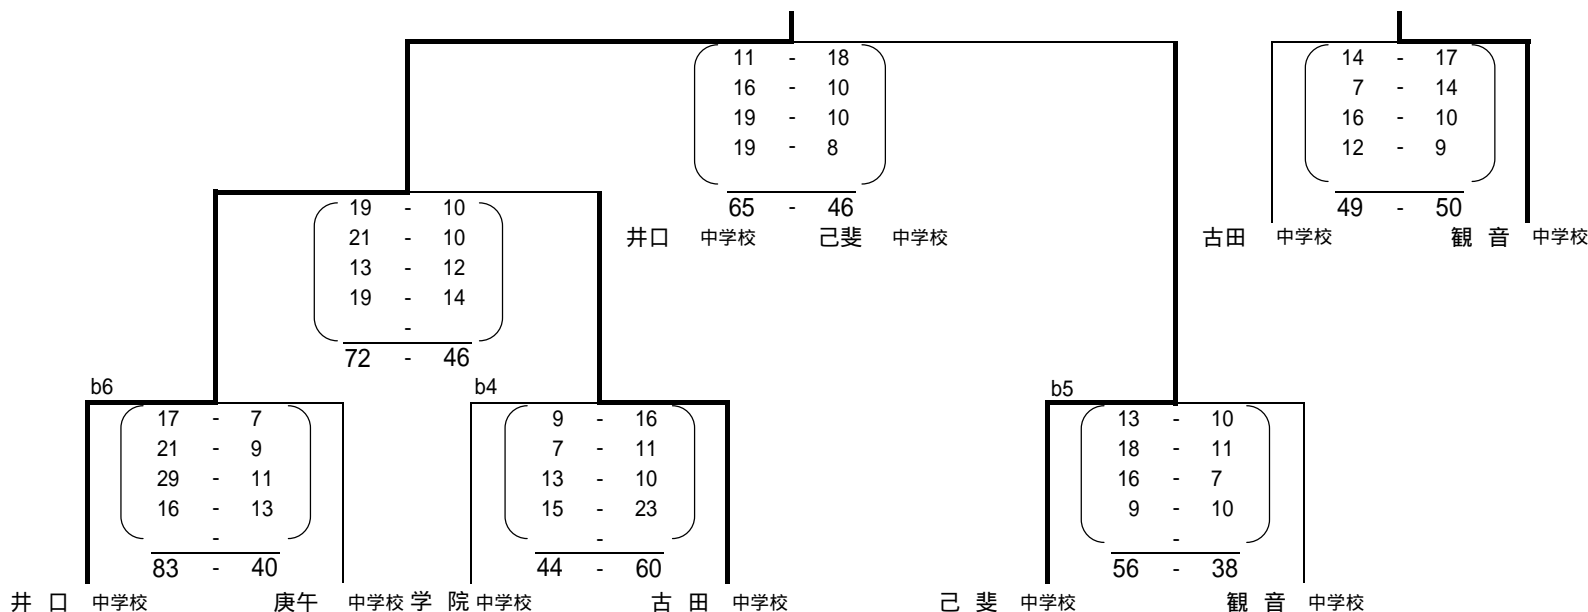 11 - 18 14 - 17
16 - 10 7 - 14
19 - 10 16 - 10
19 - 8 12 - 9
19 - 10 65 - 46 49 - 50
21 - 10 井口 中学校 己斐 中学校 古田 中学校 観 音 中学校
13 - 12
19 - 14
-
72 - 46
b6 b4 b5
17 - 7 9 - 16 13 - 10
21 - 9 7 - 11 18 - 11
29 - 11 13 - 10 16 - 7
16 - 13 15 - 23 9 - 10
- - -
83 - 40 44 - 60 56 - 38
井 口 中学校 庚午 中学校 学 院 中学校 古 田 中学校 己 斐 中学校 観 音 中学校